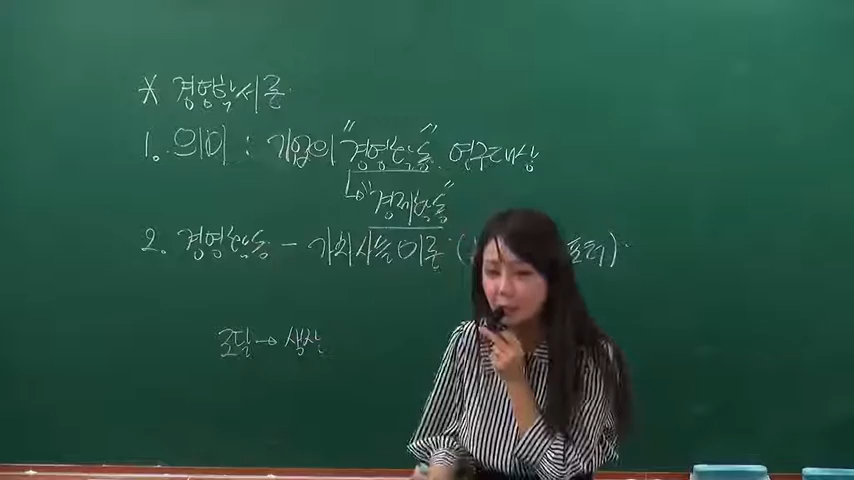 * 경영학 서론
1. 의미 : 기업의 "경영활동" 연구대상
↳ "경제활동"
2. 경영활동 - 가치사슬이론 ( 포터)
조달 → 생산